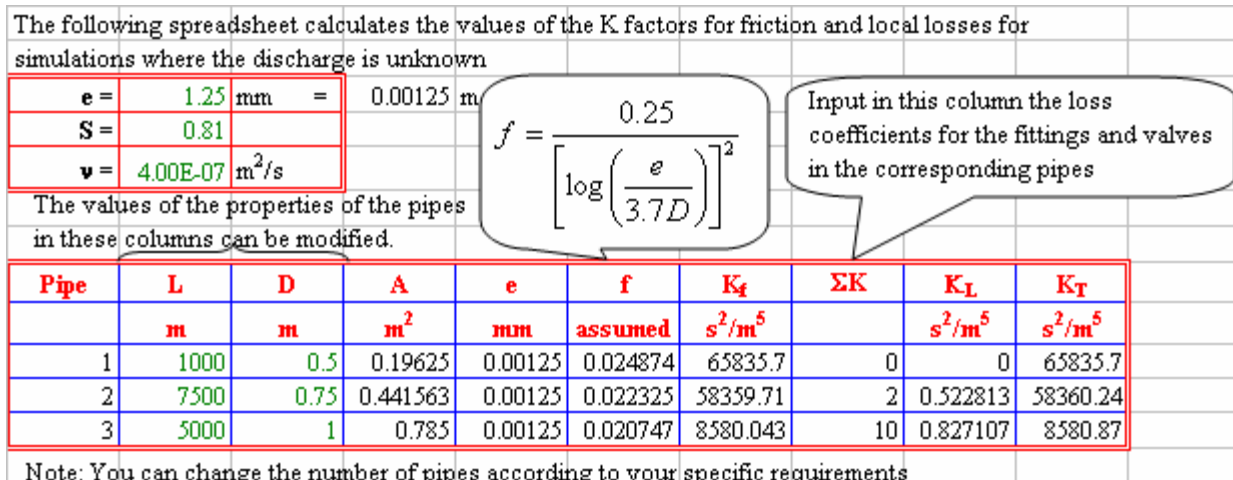 The following spreadsheet calculates the values of the K factors for friction and local losses for
simulations where the discharge is unknown
e = 1.25 mm = 0.00125 m
S = 0.81
ν = 4.00E-07 m²/s
f = 0.25 / [log(e / 3.7D)]²
Input in this column the loss
coefficients for the fittings and valves
in the corresponding pipes
The values of the properties of the pipes
in these columns can be modified.
Pipe L D A e f K_f ΣK K_L K_T
m m m² mm assumed s²/m⁵ s²/m⁵ s²/m⁵
1 1000 0.5 0.19625 0.00125 0.024874 65835.7 0 0 65835.7
2 7500 0.75 0.441563 0.00125 0.022325 58359.71 2 0.522813 58360.24
3 5000 1 0.785 0.00125 0.020747 8580.043 10 0.827107 8580.87
Note: You can change the number of pipes according to your specific requirements